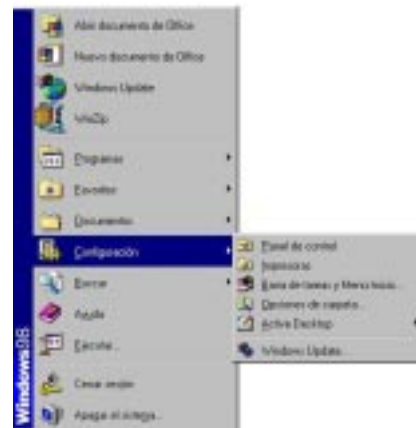 Abrir documento de Office
Nuevo documento de Office
Windows Update
WinZip
Programas
Favoritos
Documentos
Configuración
Buscar
Ayuda
Ejecutar...
Cerrar sesión
Apagar el sistema...
Windows98
Panel de control
Impresoras
Barra de tareas y Menú Inicio...
Opciones de carpeta...
Active Desktop
Windows Update...